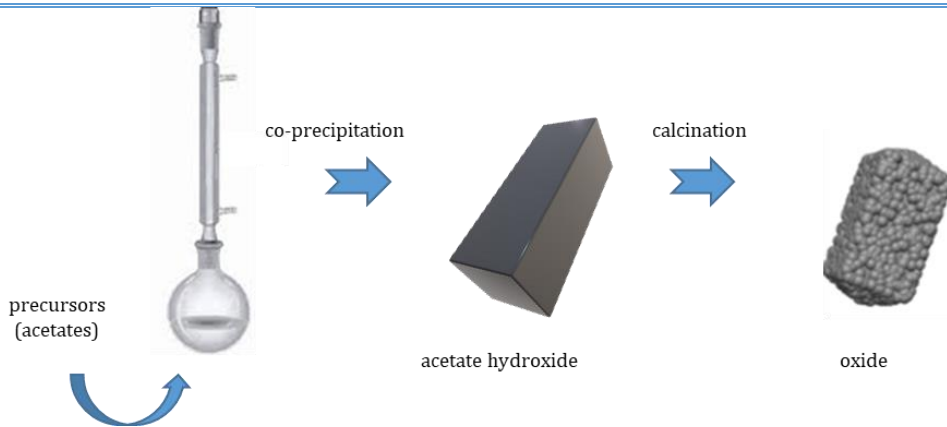 co-precipitation
calcination
precursors
(acetates)
acetate hydroxide
oxide